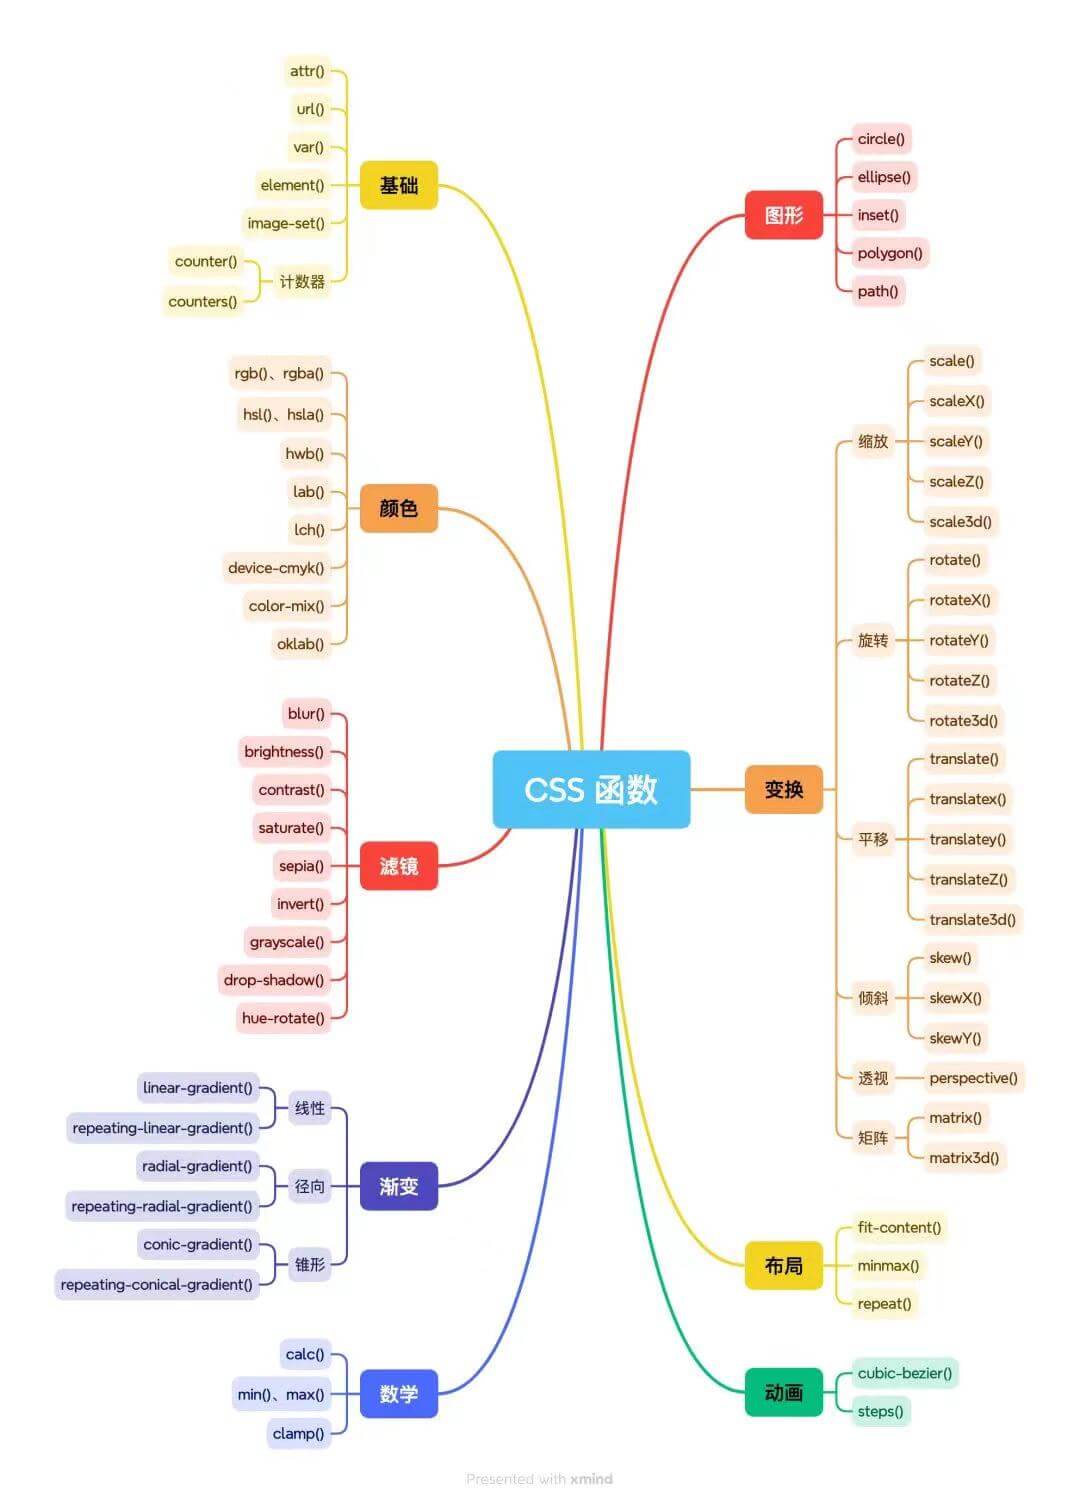 CSS 函数
基础
attr()
url()
var()
element()
image-set()
计数器
counter()
counters()
颜色
rgb()、rgba()
hsl()、hsla()
hwb()
lab()
lch()
device-cmyk()
color-mix()
oklab()
滤镜
blur()
brightness()
contrast()
saturate()
sepia()
invert()
grayscale()
drop-shadow()
hue-rotate()
渐变
线性
linear-gradient()
repeating-linear-gradient()
径向
radial-gradient()
repeating-radial-gradient()
锥形
conic-gradient()
repeating-conical-gradient()
数学
calc()
min()、max()
clamp()
图形
circle()
ellipse()
inset()
polygon()
path()
变换
缩放
scale()
scaleX()
scaleY()
scaleZ()
scale3d()
旋转
rotate()
rotateX()
rotateY()
rotateZ()
rotate3d()
平移
translate()
translatex()
translatey()
translateZ()
translate3d()
倾斜
skew()
skewX()
skewY()
透视
perspective()
矩阵
matrix()
matrix3d()
布局
fit-content()
minmax()
repeat()
动画
cubic-bezier()
steps()
Presented with xmind